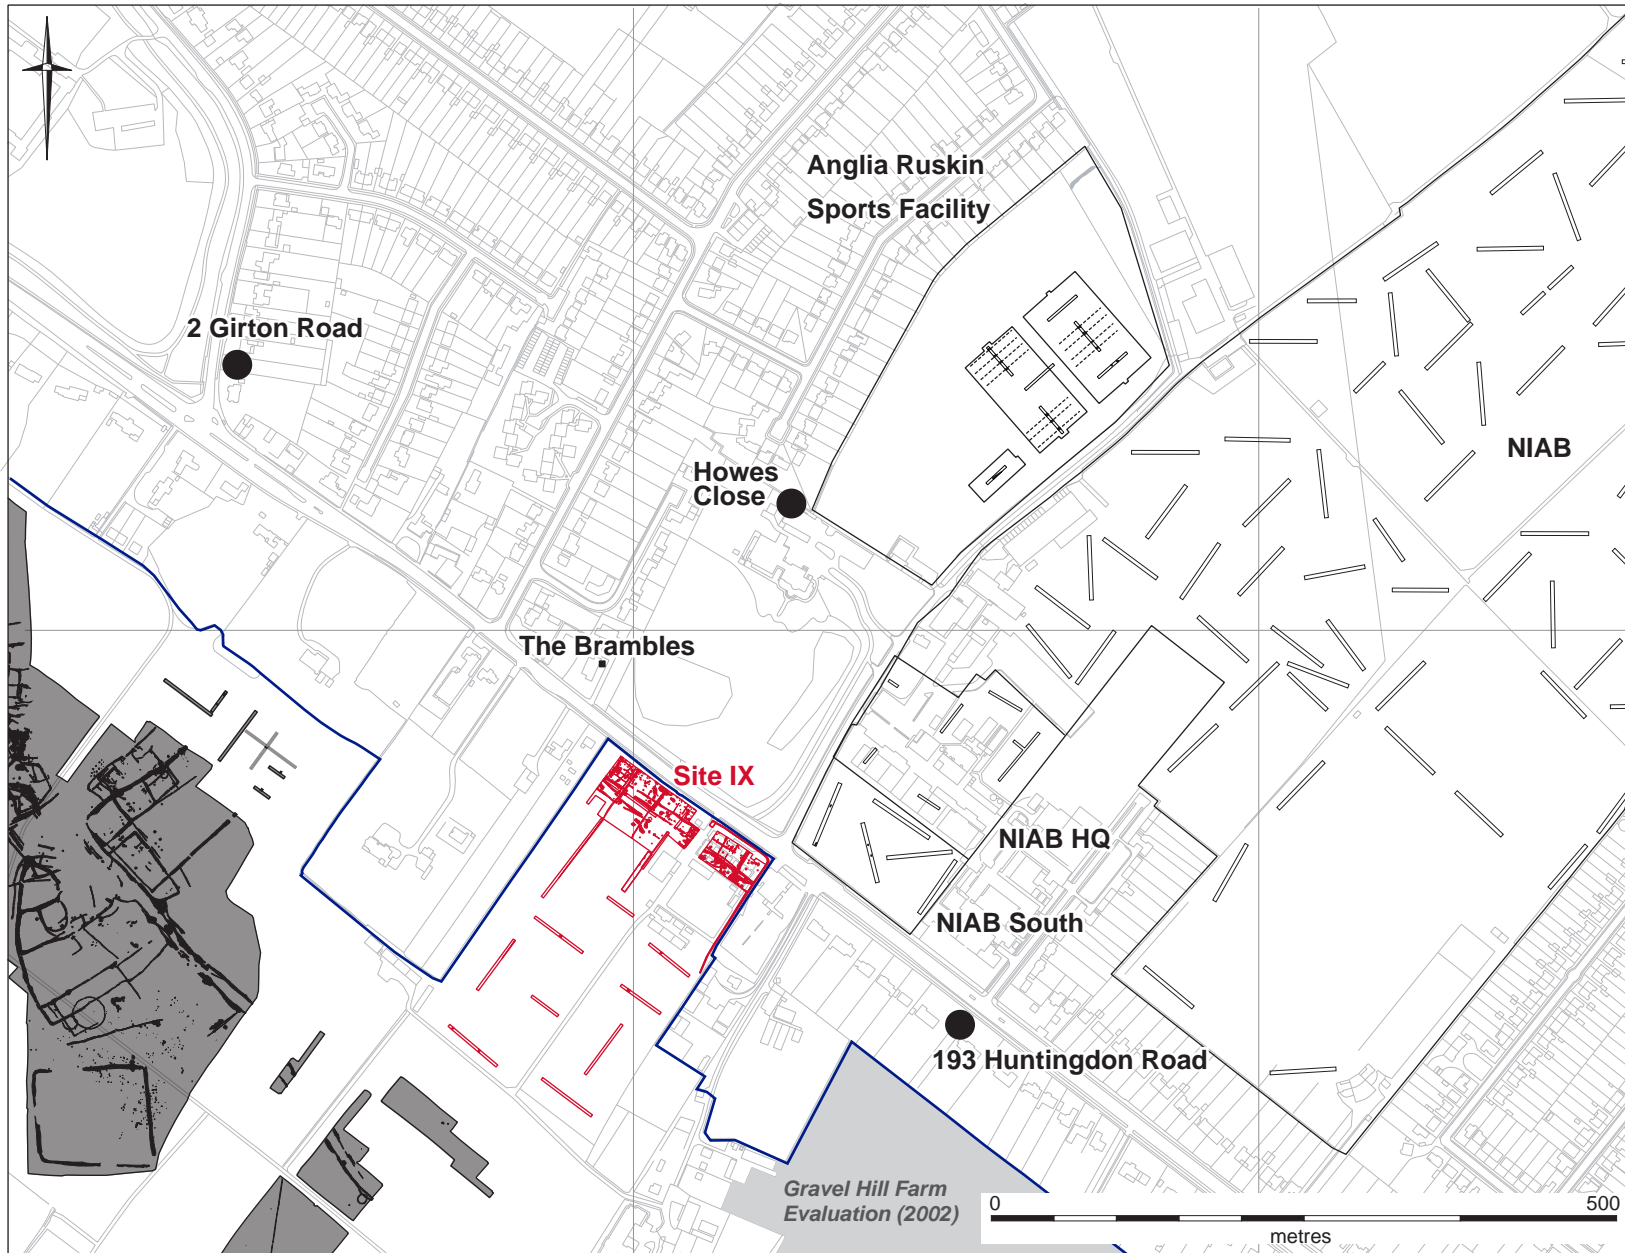 Anglia Ruskin
Sports Facility
2 Girton Road
NIAB
Howes
Close
The Brambles
Site IX
NIAB HQ
NIAB South
193 Huntingdon Road
Gravel Hill Farm
Evaluation (2002)
0 500
metres